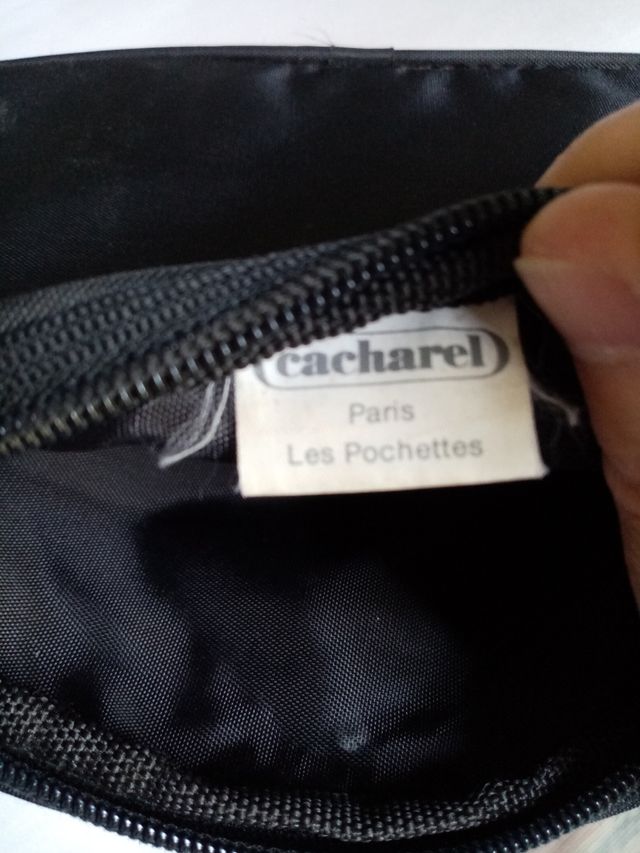 cacharel
Paris
Les Pochettes